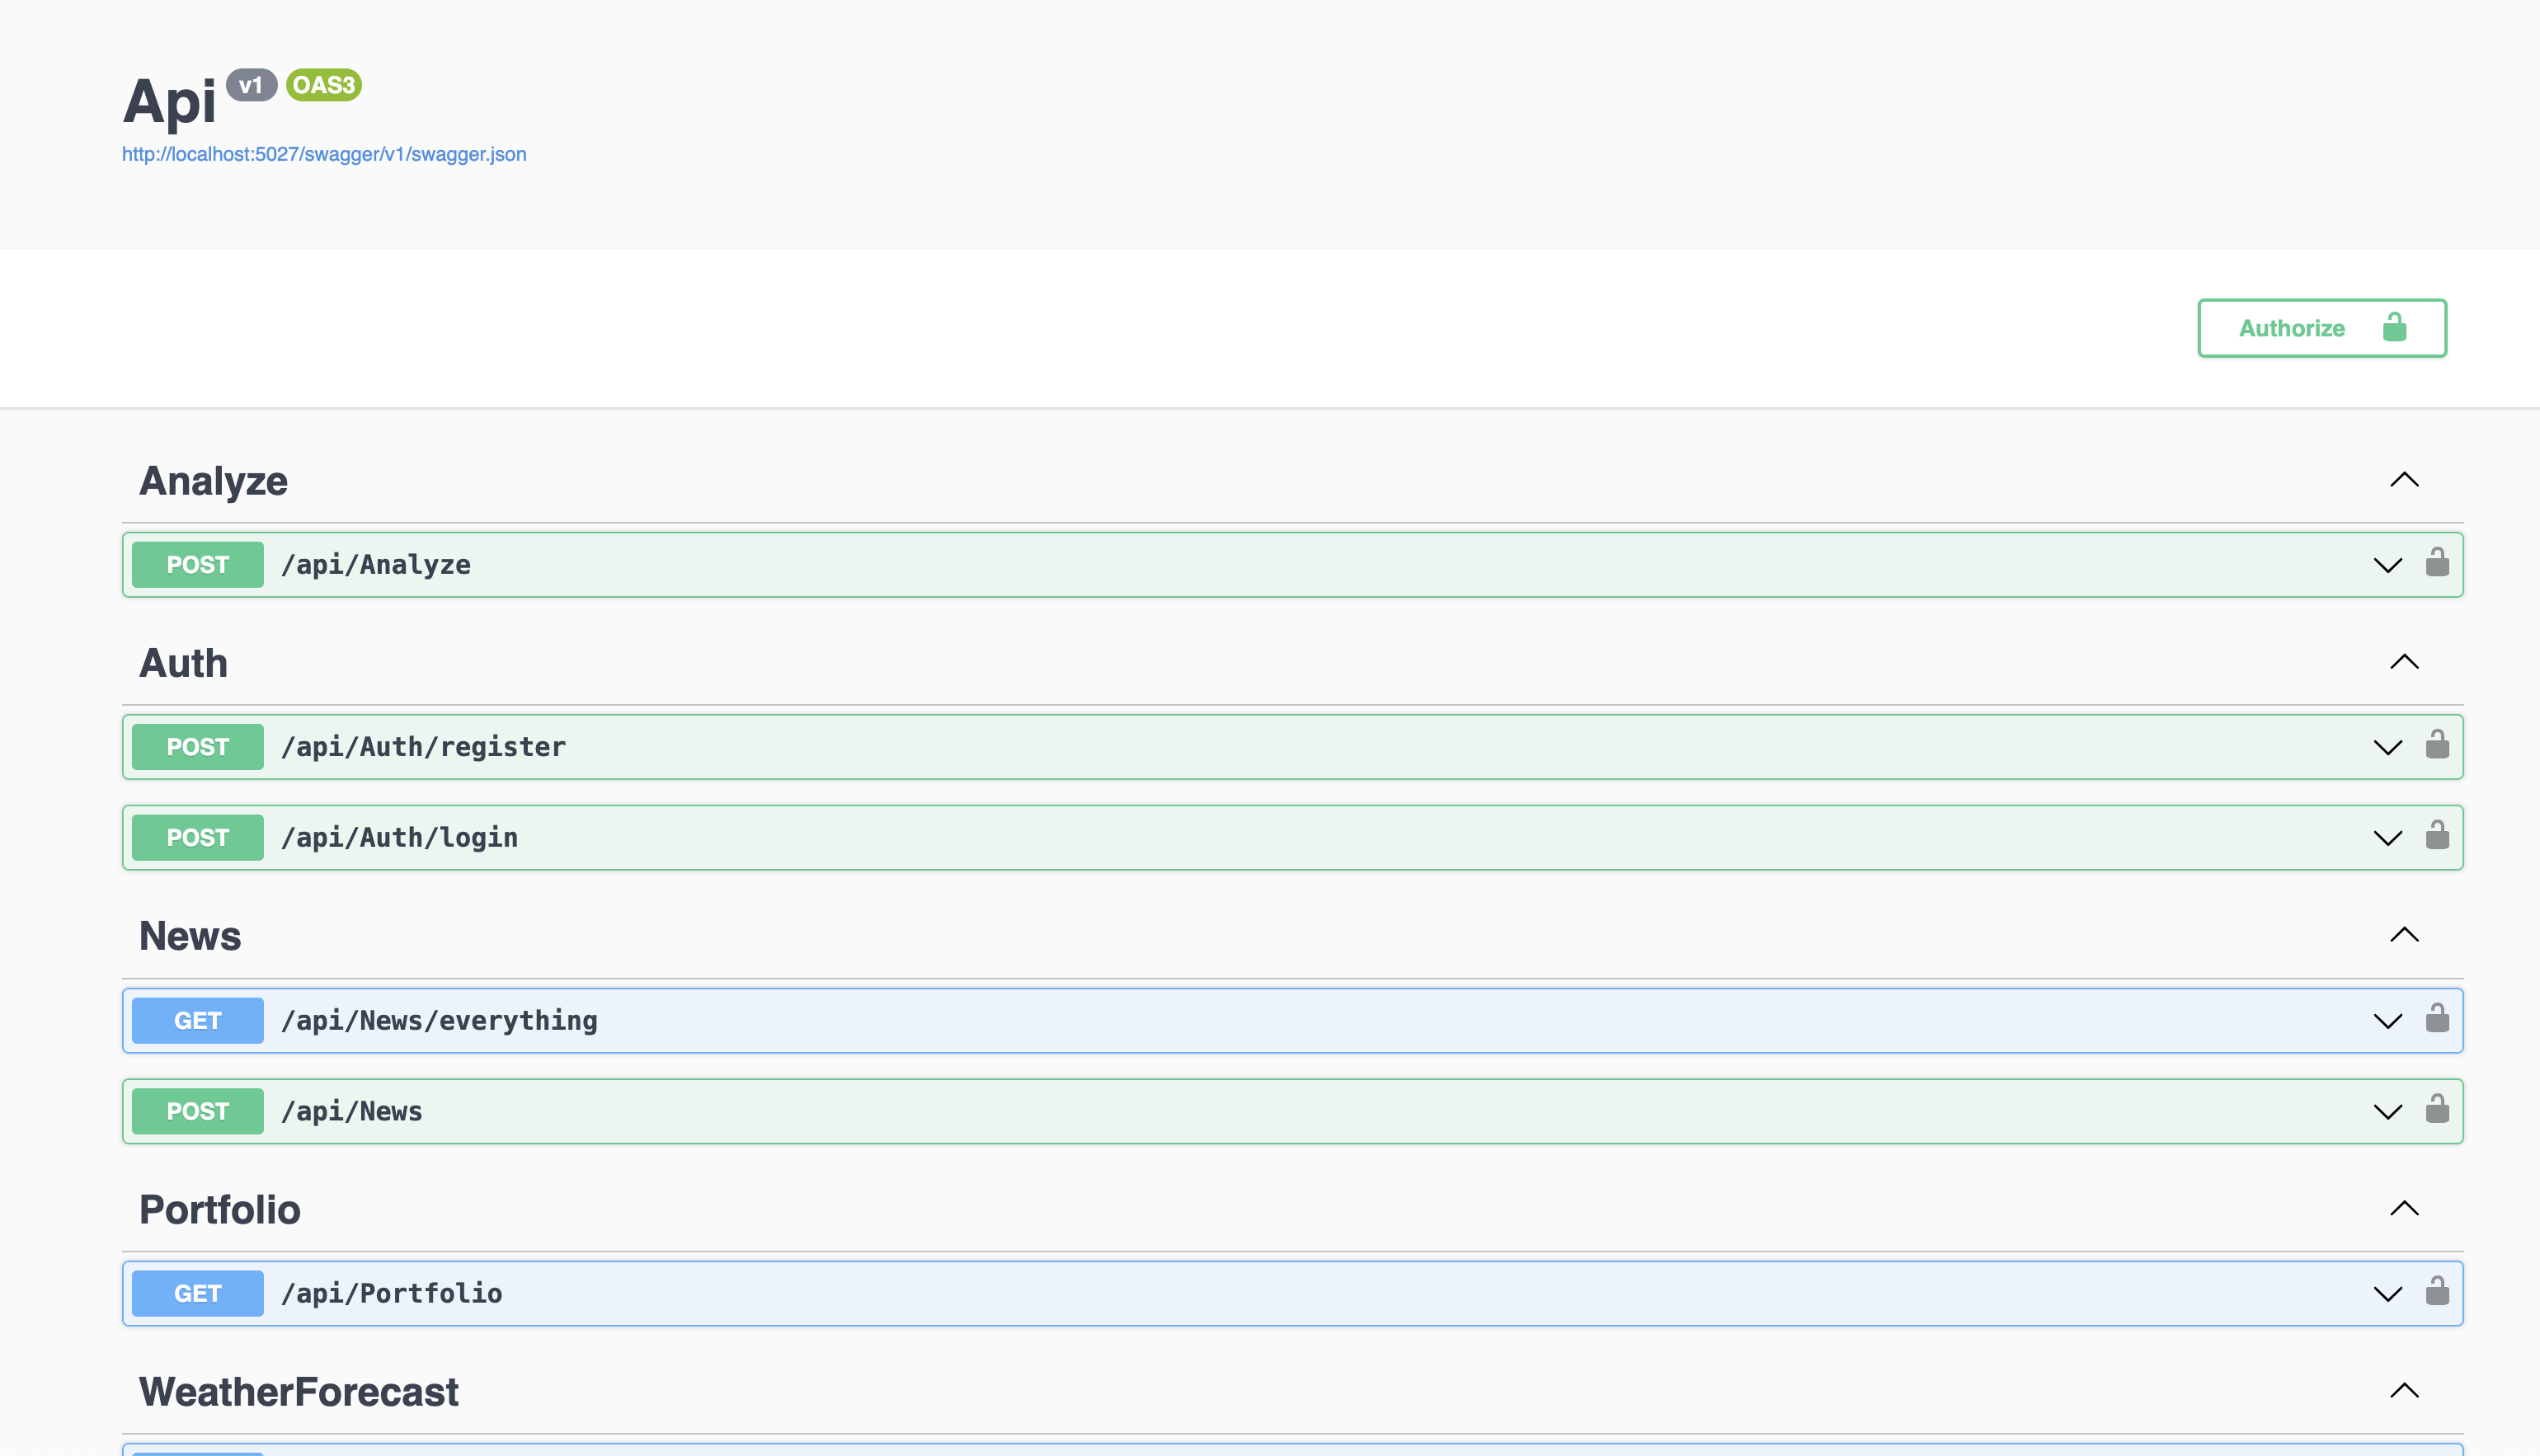 Api v1 OAS3
http://localhost:5027/swagger/v1/swagger.json
Authorize
Analyze
POST /api/Analyze
Auth
POST /api/Auth/register
POST /api/Auth/login
News
GET /api/News/everything
POST /api/News
Portfolio
GET /api/Portfolio
WeatherForecast